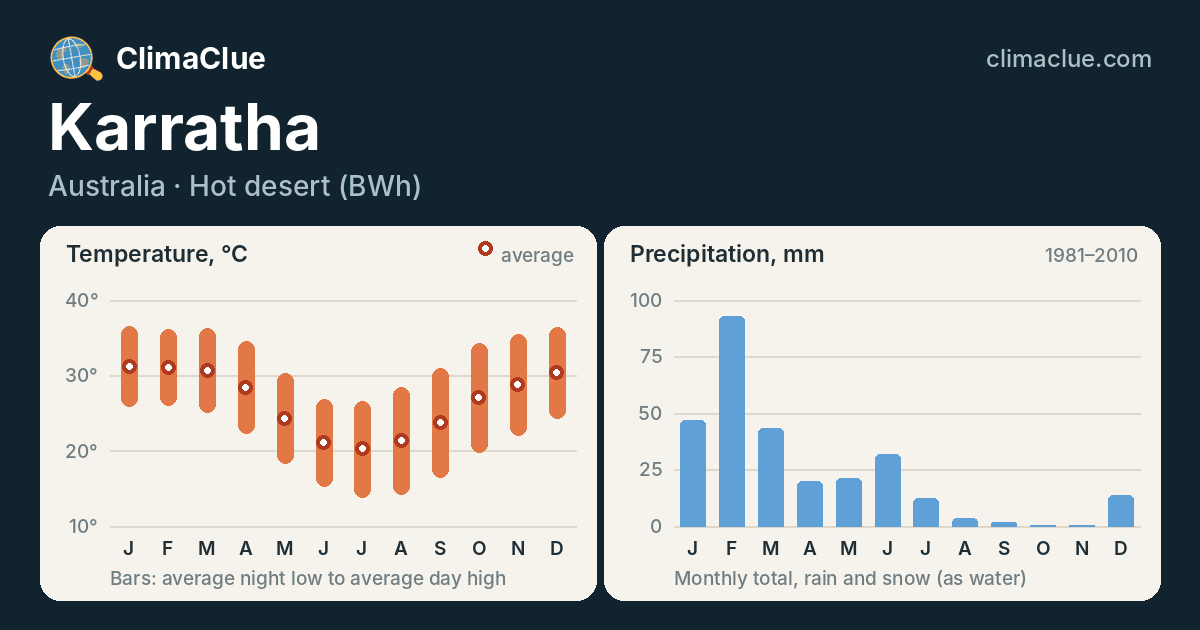 ClimaClue
climaclue.com
Karratha
Australia · Hot desert (BWh)
Temperature, °C
average
40°
30°
20°
10°
J F M A M J J A S O N D
Bars: average night low to average day high
Precipitation, mm
1981–2010
100
75
50
25
0
J F M A M J J A S O N D
Monthly total, rain and snow (as water)